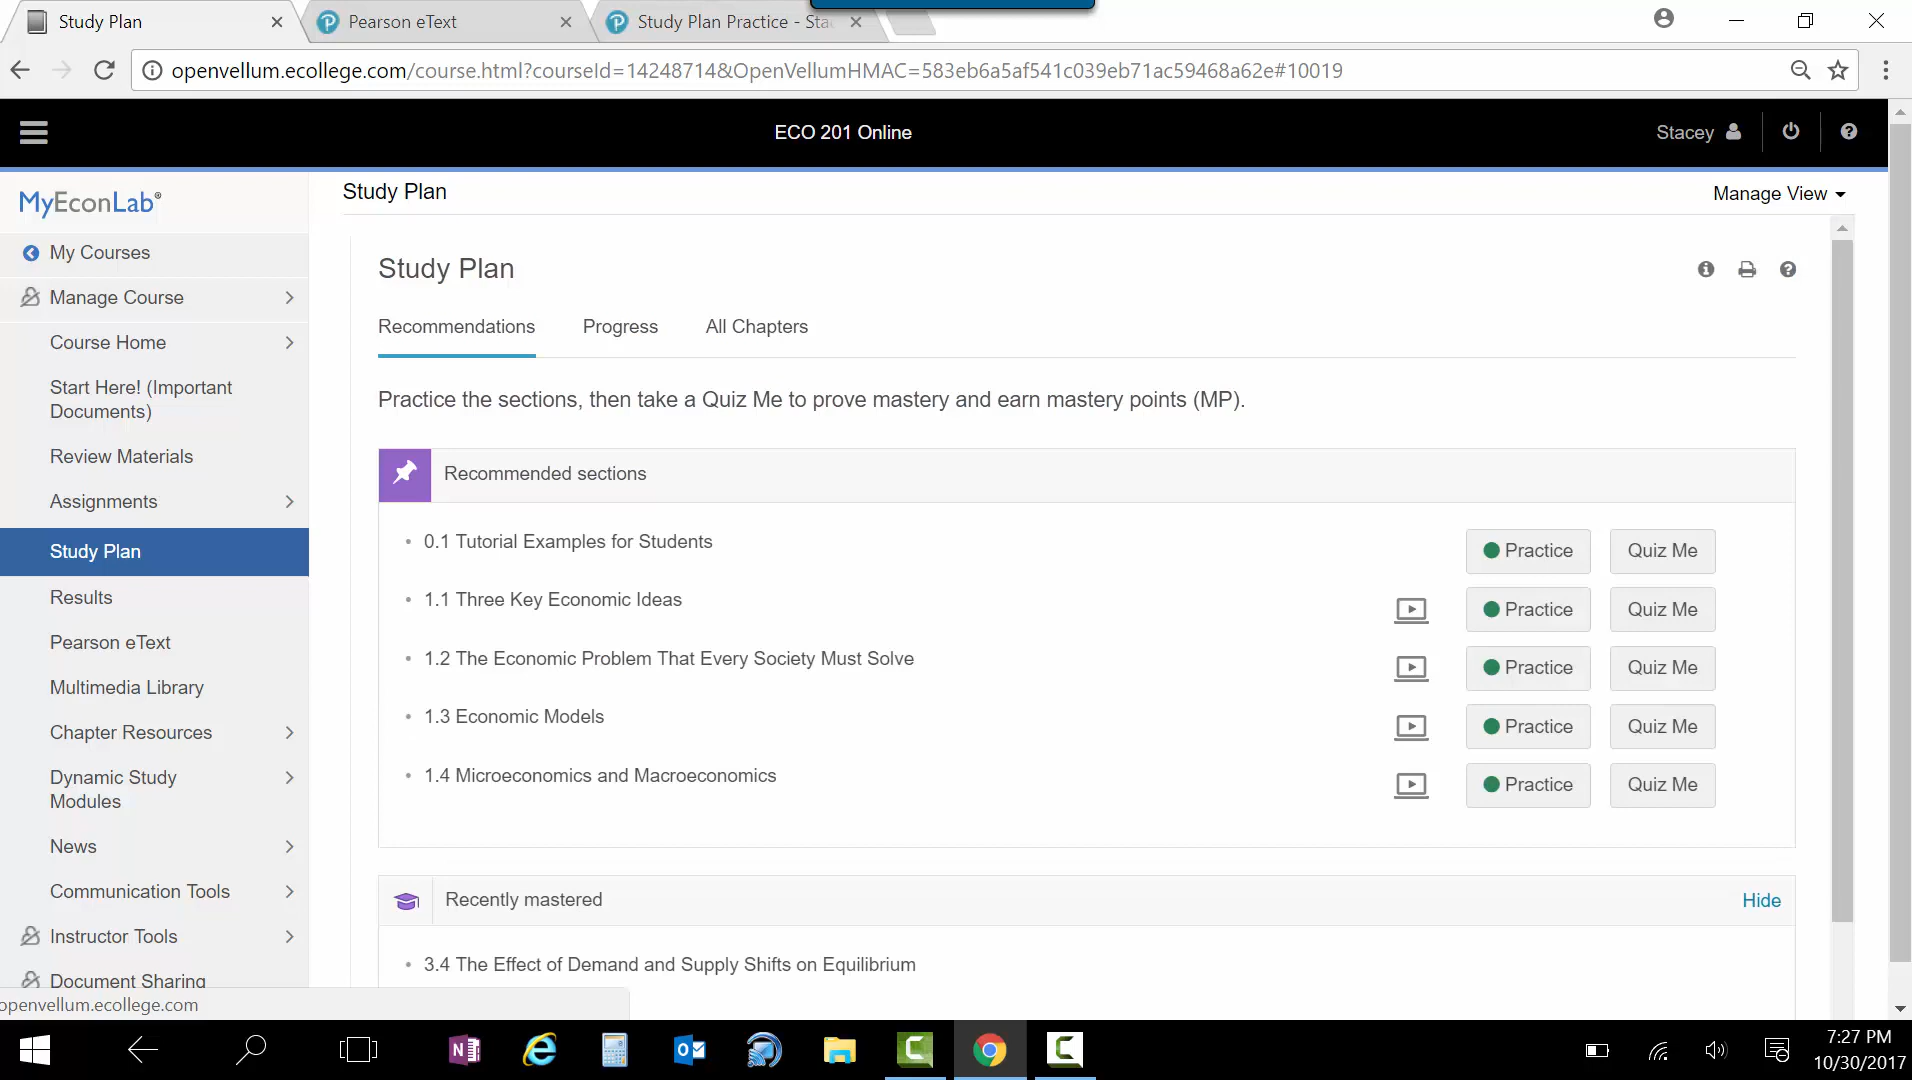 Study Plan
Pearson eText
Study Plan Practice - Sta
openvellum.ecollege.com/course.html?courseId=14248714&OpenVellumHMAC=583eb6a5af541c039eb71ac59468a62e#10019
ECO 201 Online
Stacey
MyEconLab®
Study Plan
Manage View
My Courses
Manage Course
Course Home
Start Here! (Important
Documents)
Review Materials
Assignments
Study Plan
Results
Pearson eText
Multimedia Library
Chapter Resources
Dynamic Study
Modules
News
Communication Tools
Instructor Tools
Document Sharing
openvellum.ecollege.com
Study Plan
Recommendations
Progress
All Chapters
Practice the sections, then take a Quiz Me to prove mastery and earn mastery points (MP).
Recommended sections
• 0.1 Tutorial Examples for Students
Practice
Quiz Me
• 1.1 Three Key Economic Ideas
Practice
Quiz Me
• 1.2 The Economic Problem That Every Society Must Solve
Practice
Quiz Me
• 1.3 Economic Models
Practice
Quiz Me
• 1.4 Microeconomics and Macroeconomics
Practice
Quiz Me
Recently mastered
Hide
• 3.4 The Effect of Demand and Supply Shifts on Equilibrium
7:27 PM
10/30/2017